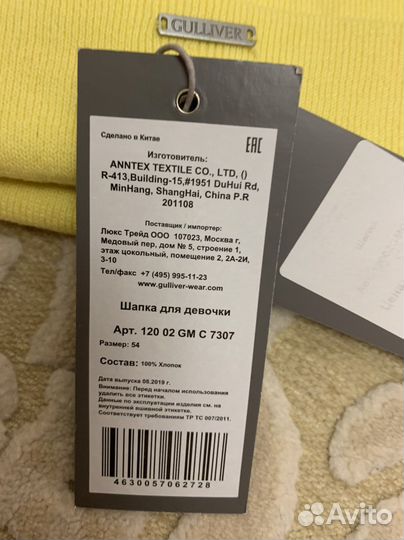 GULLIVER
Сделано в Китае
EAC
Изготовитель:
ANNTEX TEXTILE CO., LTD, ()
R-413,Building-15,#1951 DuHui Rd,
MinHang, ShangHai, China P.R
201108
Поставщик / импортер:
Люкс Трейд ООО 107023, Москва г,
Медовый пер, дом № 5, строение 1,
этаж цокольный, помещение 2, 2А-2И,
3-10
Тел/факс +7 (495) 995-11-23
www.gulliver-wear.com
Шапка для девочки
Арт. 120 02 GM C 7307
Размер: 54
Состав: 100% Хлопок
Дата выпуска 08.2019 г.
Внимание: Перед началом использования
удалить все этикетки.
Данные по эксплуатации изделия см. на
внутренней вшивной этикетке.
Соответствует требованиям ТР ТС 007/2011.
4630057062728
Цена
Avito